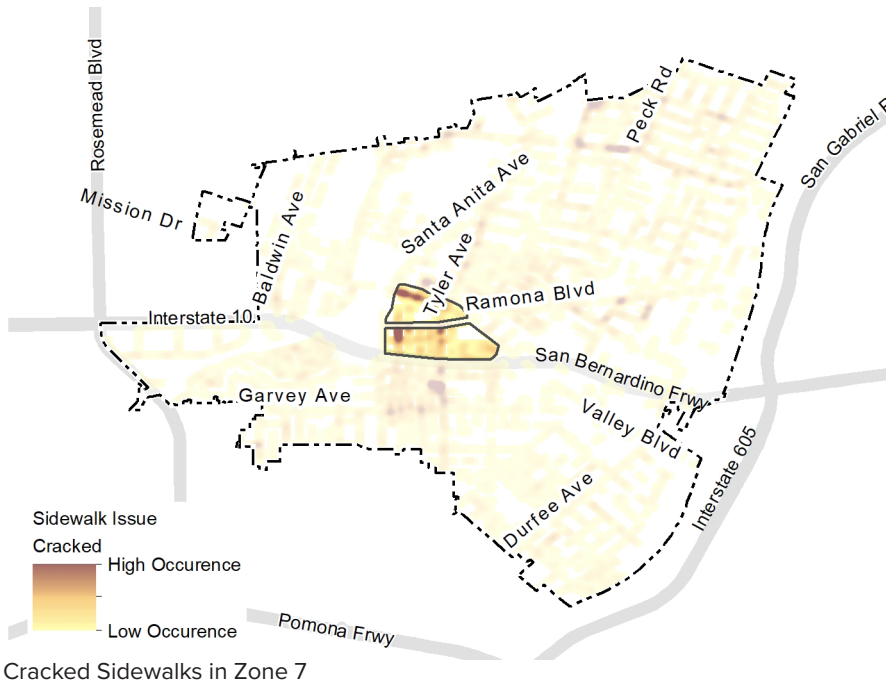 Rosemead Blvd
Peck Rd
San Gabriel
Santa Anita Ave
Mission Dr
Baldwin Ave
Tyler Ave
Ramona Blvd
Interstate 10
San Bernardino Frwy
Garvey Ave
Valley Blvd
Interstate 605
Durfee Ave
Sidewalk Issue
Cracked
High Occurence
Low Occurence
Pomona Frwy
Cracked Sidewalks in Zone 7